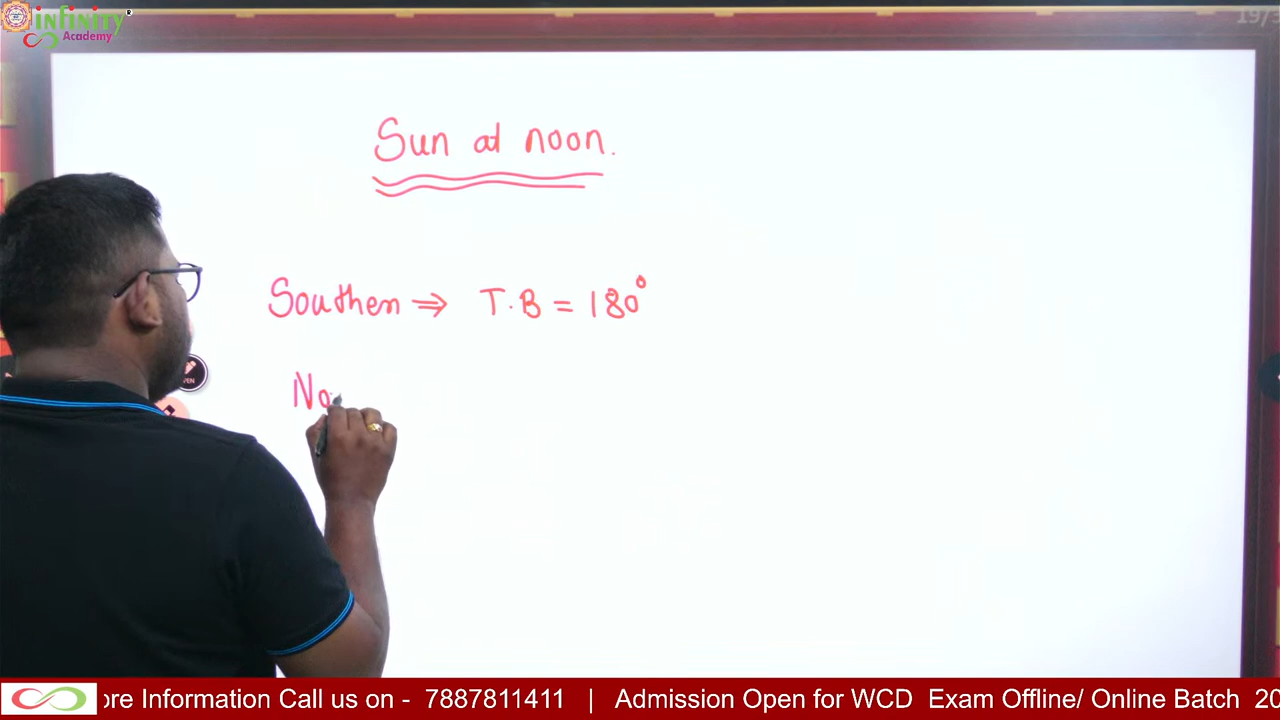 infinity®
Academy
19/
Sun at noon.
Southern ⇒ T.B = 180°
No
ore Information Call us on - 7887811411 | Admission Open for WCD Exam Offline/ Online Batch 20